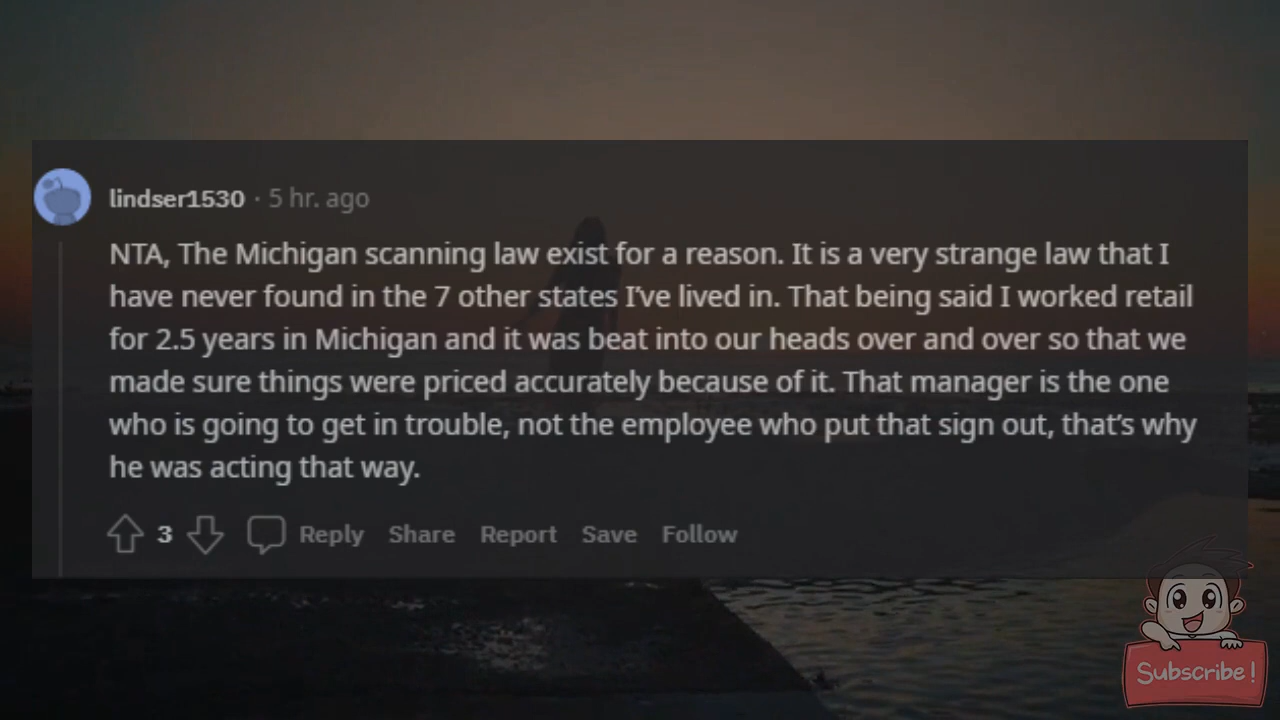 lindser1530 · 5 hr. ago
NTA, The Michigan scanning law exist for a reason. It is a very strange law that I
have never found in the 7 other states I've lived in. That being said I worked retail
for 2.5 years in Michigan and it was beat into our heads over and over so that we
made sure things were priced accurately because of it. That manager is the one
who is going to get in trouble, not the employee who put that sign out, that's why
he was acting that way.
3 Reply Share Report Save Follow
Subscribe!